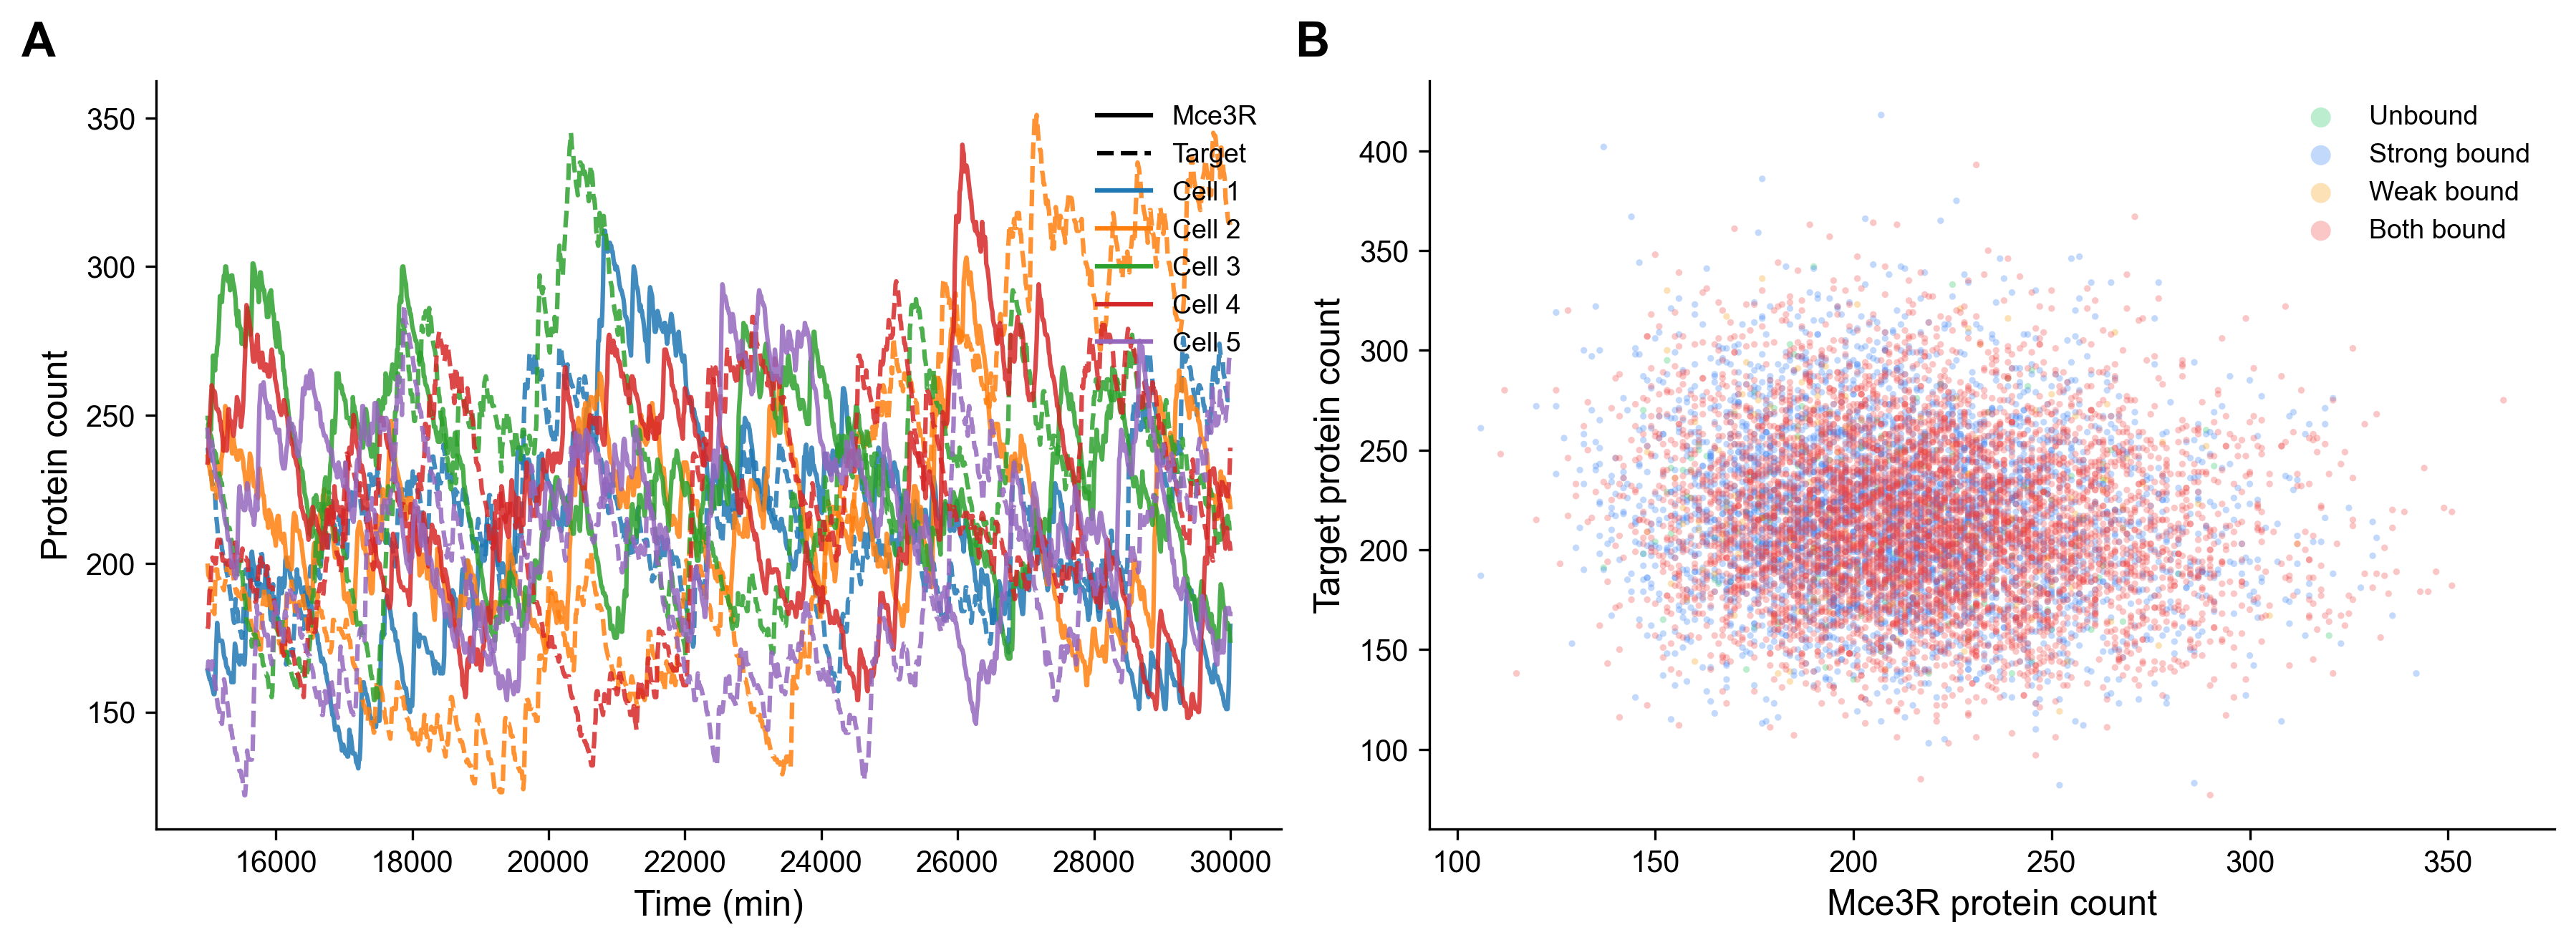 A
350
300
250
200
150
Protein count
16000 18000 20000 22000 24000 26000 28000 30000
Time (min)
Mce3R
Target
Cell 1
Cell 2
Cell 3
Cell 4
Cell 5
B
400
350
300
250
200
150
100
Target protein count
100 150 200 250 300 350
Mce3R protein count
Unbound
Strong bound
Weak bound
Both bound